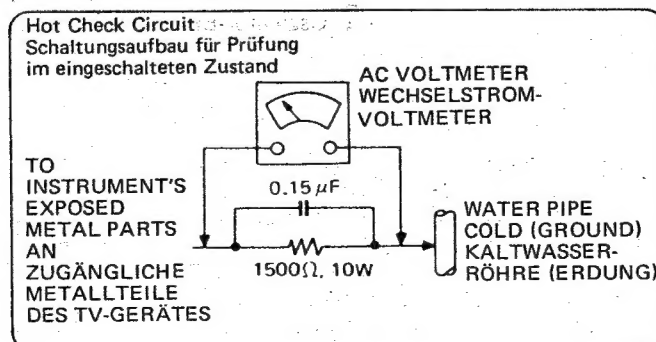 Hot Check Circuit
Schaltungsaufbau für Prüfung
im eingeschalteten Zustand
AC VOLTMETER
WECHSELSTROM-
VOLTMETER
TO
INSTRUMENT'S
EXPOSED
METAL PARTS
AN
ZUGÄNGLICHE
METALLTEILE
DES TV-GERÄTES
0.15 µF
1500Ω, 10W
WATER PIPE
COLD (GROUND)
KALTWASSER-
RÖHRE (ERDUNG)